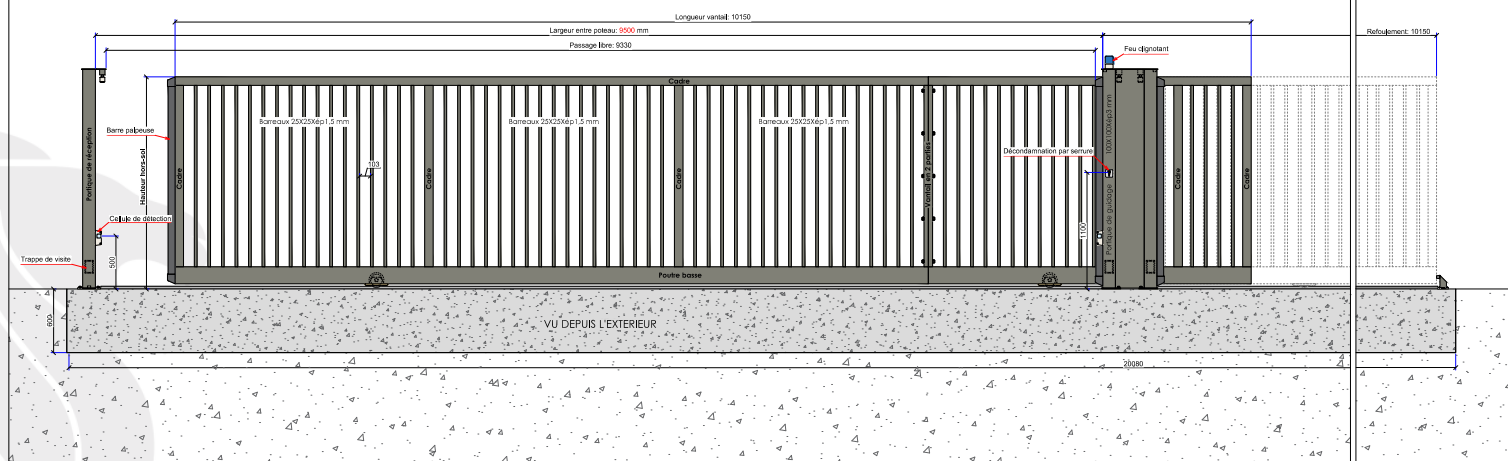 Longueur vantail: 10150
Largeur entre poteau: 9500 mm
Refoulement: 10150
Passage libre: 9330
Feu clignotant
Cadre
Barreaux 25X25Xép1,5 mm
Barreaux 25X25Xép1,5 mm
Barreaux 25X25Xép1,5 mm
Barre palpeuse
Portique de réception
Hauteur hors-sol
Cadre
103
Cadre
Cadre
Vantail en 2 parties
Décondamnation par serrure
Portique de guidage 100X100Xép3 mm
Cadre
Cadre
Cellule de détection
1100
Trappe de visite
500
Poutre basse
600
VU DEPUIS L'EXTERIEUR
20080